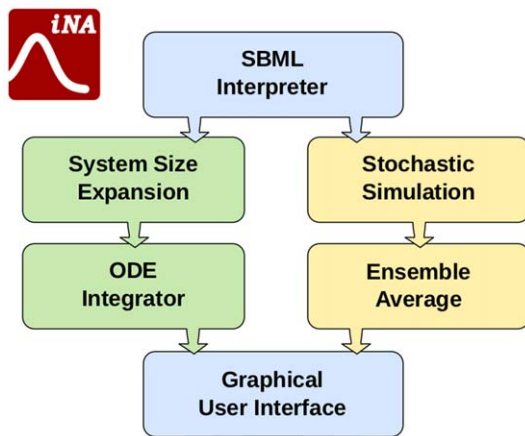 iNA
SBML
Interpreter
System Size
Expansion
Stochastic
Simulation
ODE
Integrator
Ensemble
Average
Graphical
User Interface